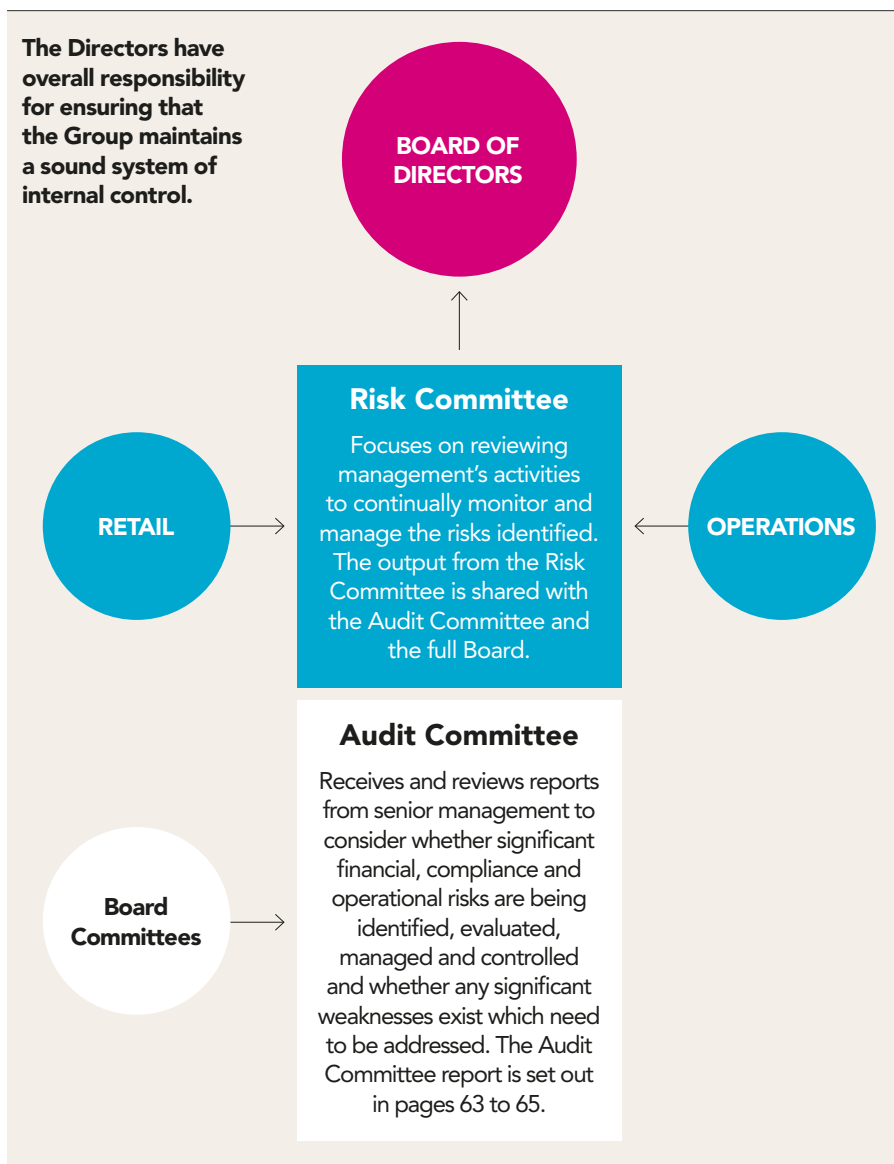 The Directors have
overall responsibility
for ensuring that
the Group maintains
a sound system of
internal control.
BOARD OF
DIRECTORS
Risk Committee
Focuses on reviewing
management’s activities
to continually monitor and
manage the risks identified.
The output from the Risk
Committee is shared with
the Audit Committee and
the full Board.
RETAIL
OPERATIONS
Audit Committee
Receives and reviews reports
from senior management to
consider whether significant
financial, compliance and
operational risks are being
identified, evaluated,
managed and controlled
and whether any significant
weaknesses exist which need
to be addressed. The Audit
Committee report is set out
in pages 63 to 65.
Board
Committees